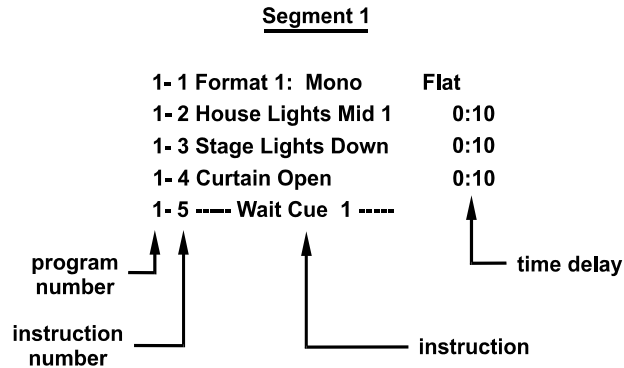 Segment 1
1- 1 Format 1: Mono Flat
1- 2 House Lights Mid 1 0:10
1- 3 Stage Lights Down 0:10
1- 4 Curtain Open 0:10
1- 5 ----- Wait Cue 1 -----
program
number
time delay
instruction
number
instruction